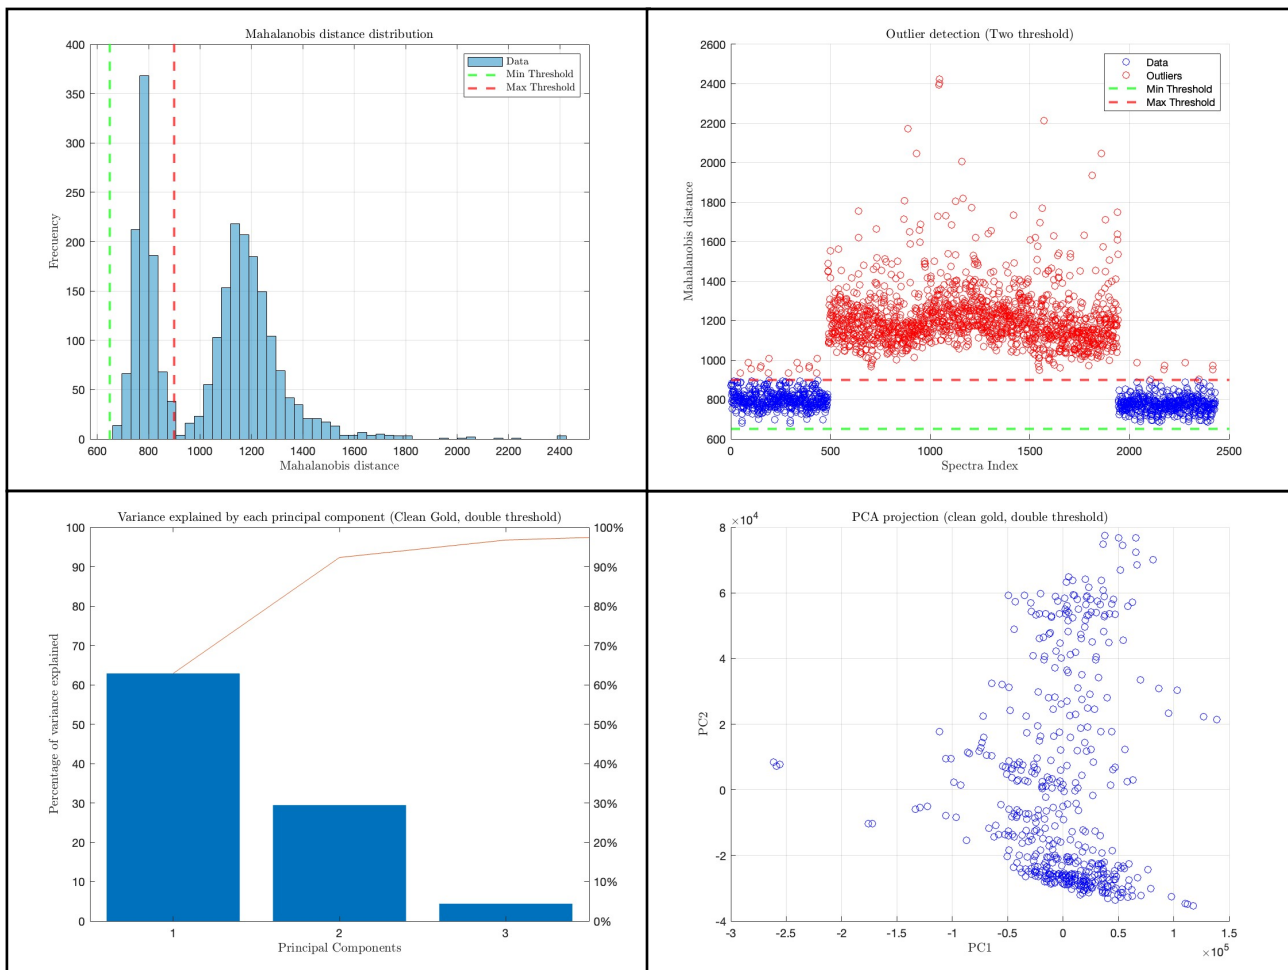 Mahalanobis distance distribution
400
350
300
250
200
150
100
50
0
Frecuency
600 800 1000 1200 1400 1600 1800 2000 2200 2400
Mahalanobis distance
Data
Min Threshold
Max Threshold
Outlier detection (Two threshold)
2600
2400
2200
2000
1800
1600
1400
1200
1000
800
600
Mahalanobis distance
0 500 1000 1500 2000 2500
Spectra Index
Data
Outliers
Min Threshold
Max Threshold
Variance explained by each principal component (Clean Gold, double threshold)
100
90
80
70
60
50
40
30
20
10
0
Percentage of variance explained
100%
90%
80%
70%
60%
50%
40%
30%
20%
10%
0%
1 2 3
Principal Components
PCA projection (clean gold, double threshold)
×10⁴
8
6
4
2
0
-2
-4
PC2
-3 -2.5 -2 -1.5 -1 -0.5 0 0.5 1 1.5
PC1
×10⁵